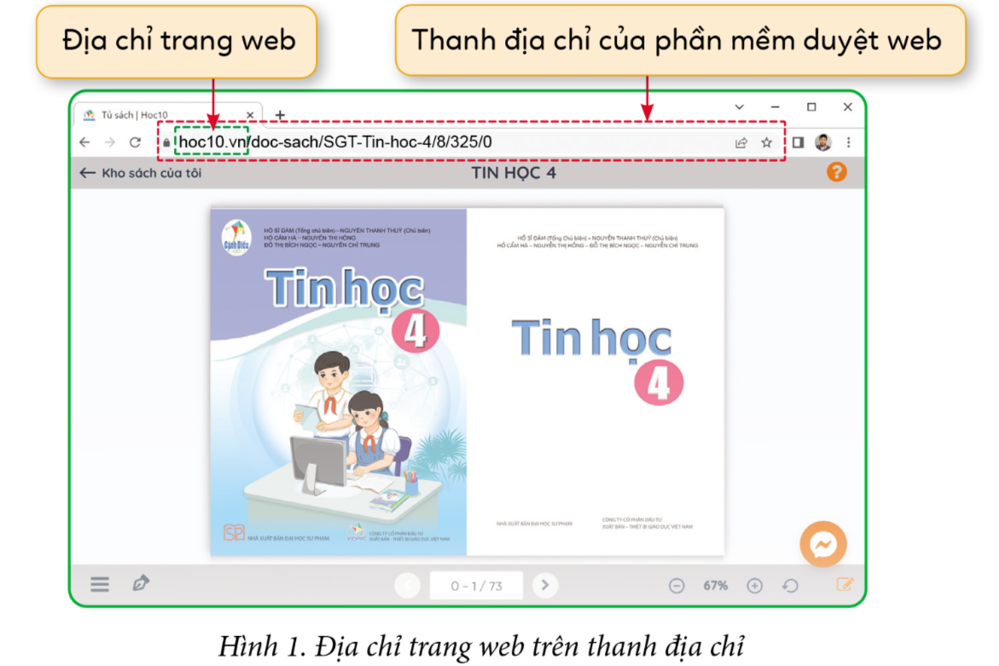 Địa chỉ trang web
Thanh địa chỉ của phần mềm duyệt web
Tủ sách | Hoc10
hoc10.vn/doc-sach/SGT-Tin-hoc-4/8/325/0
Kho sách của tôi
TIN HỌC 4
HỒ SĨ ĐÀM (Tổng chủ biên) – NGUYỄN THANH THUỶ (Chủ biên)
HỒ CẨM HÀ – NGUYỄN THỊ HỒNG
ĐỖ THỊ BÍCH NGỌC – NGUYỄN CHÍ TRUNG
Cánh Diều
Tin học
4
NHÀ XUẤT BẢN ĐẠI HỌC SƯ PHẠM
CÔNG TY CỔ PHẦN ĐẦU TƯ
XUẤT BẢN - THIẾT BỊ GIÁO DỤC VIỆT NAM
HỒ SĨ ĐÀM (Tổng Chủ biên) – NGUYỄN THANH THUỶ (Chủ biên)
HỒ CẨM HÀ – NGUYỄN THỊ HỒNG – ĐỖ THỊ BÍCH NGỌC – NGUYỄN CHÍ TRUNG
Tin học
4
NHÀ XUẤT BẢN ĐẠI HỌC SƯ PHẠM
CÔNG TY CỔ PHẦN ĐẦU TƯ
XUẤT BẢN – THIẾT BỊ GIÁO DỤC VIỆT NAM
0 - 1 / 73
67%
Hình 1. Địa chỉ trang web trên thanh địa chỉ